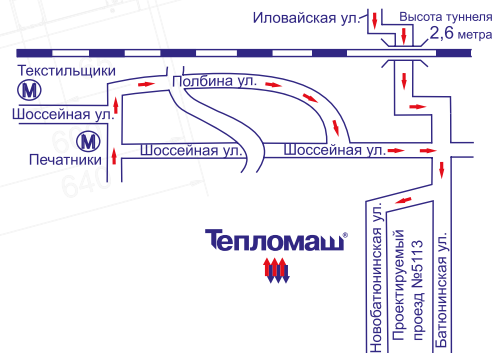 Иловайская ул.
Высота туннеля
2,6 метра
Текстильщики
М
Полбина ул.
Шоссейная ул.
М
Печатники
Шоссейная ул.
Шоссейная ул.
Тепломаш®
Новобатюнинская ул.
Проектируемый
проезд №5113
Батюнинская ул.